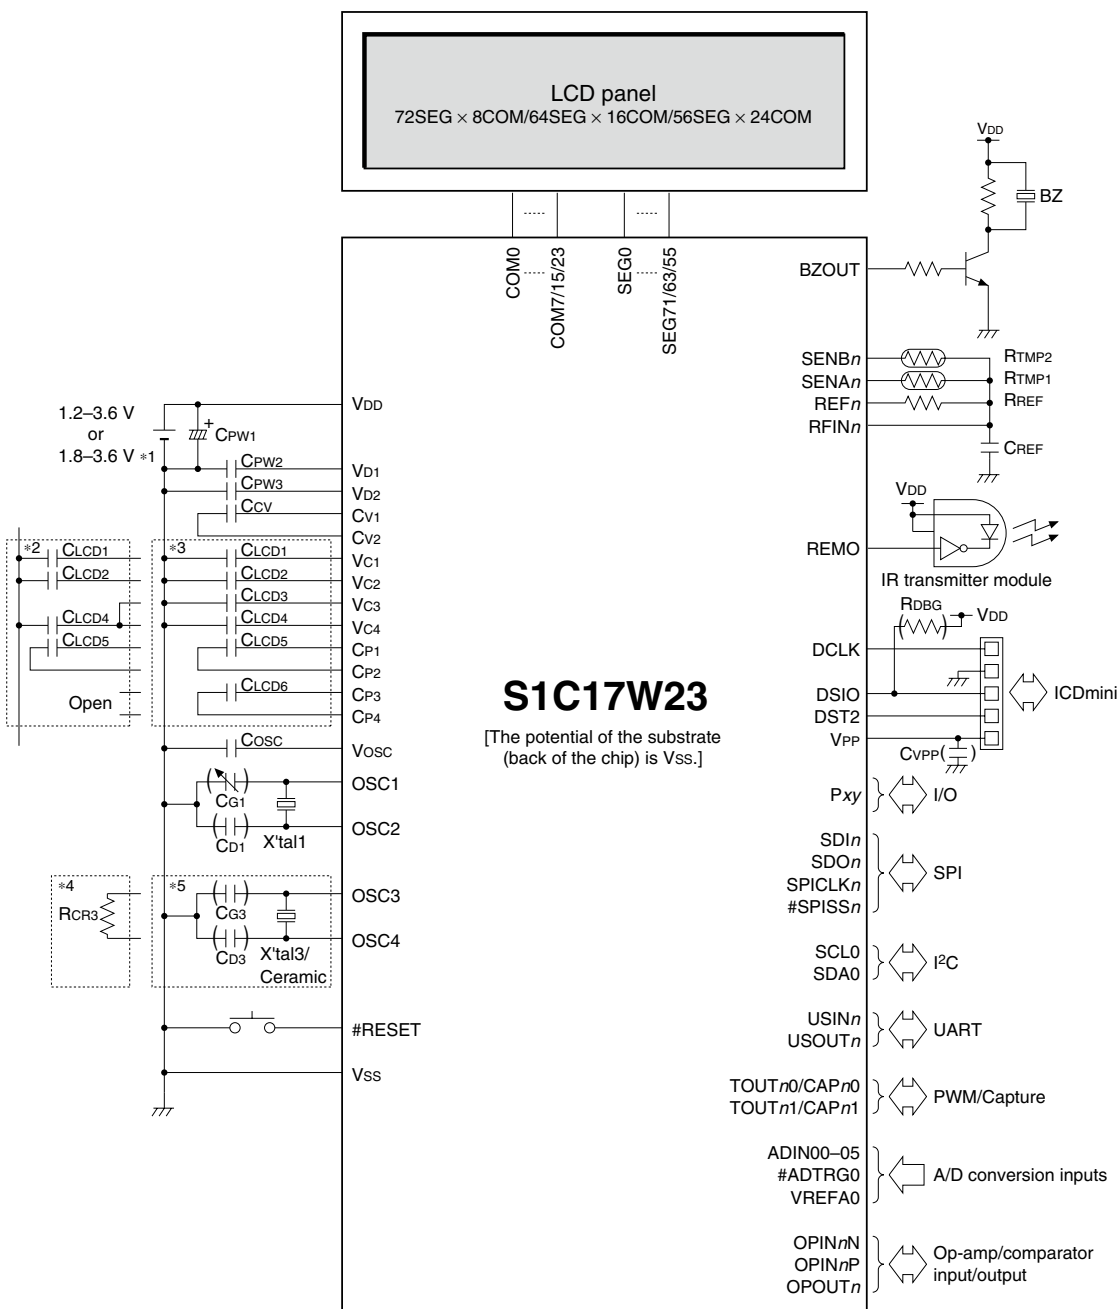 LCD panel
72SEG × 8COM/64SEG × 16COM/56SEG × 24COM
COM0
COM7/15/23
SEG0
SEG71/63/55
VDD
BZ
BZOUT
SENBn
RTMP2
SENAn
RTMP1
REFn
RREF
RFINn
CREF
1.2–3.6 V
or
1.8–3.6 V *1
+
CPW1
VDD
CPW2
VD1
CPW3
VD2
CCV
CV1
CV2
*2
CLCD1
CLCD2
CLCD4
CLCD5
Open
*3
CLCD1
VC1
CLCD2
VC2
CLCD3
VC3
CLCD4
VC4
CLCD5
CP1
CP2
CLCD6
CP3
CP4
VDD
REMO
IR transmitter module
RDBG
VDD
DCLK
DSIO
ICDmini
DST2
VPP
CVPP
S1C17W23
[The potential of the substrate
(back of the chip) is VSS.]
COSC
VOSC
CG1
OSC1
CD1
X'tal1
OSC2
*4
RCR3
*5
CG3
OSC3
CD3
X'tal3/
Ceramic
OSC4
#RESET
VSS
Pxy
I/O
SDIn
SDOn
SPICLKn
#SPISSn
SPI
SCL0
SDA0
I²C
USINn
USOUTn
UART
TOUTn0/CAPn0
TOUTn1/CAPn1
PWM/Capture
ADIN00–05
#ADTRG0
VREFA0
A/D conversion inputs
OPINnN
OPINnP
OPOUTn
Op-amp/comparator
input/output